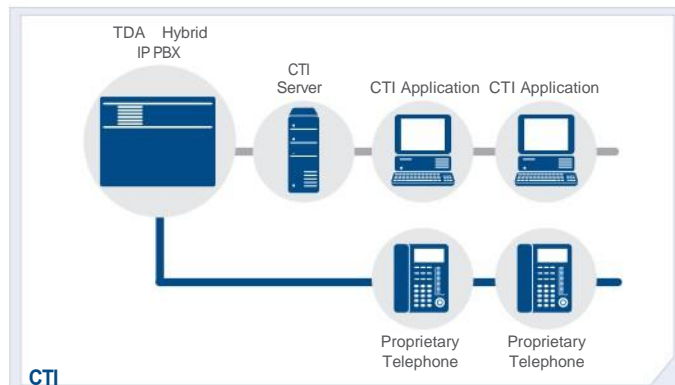 TDA Hybrid
IP PBX
CTI
Server
CTI Application
CTI Application
Proprietary
Telephone
Proprietary
Telephone
CTI